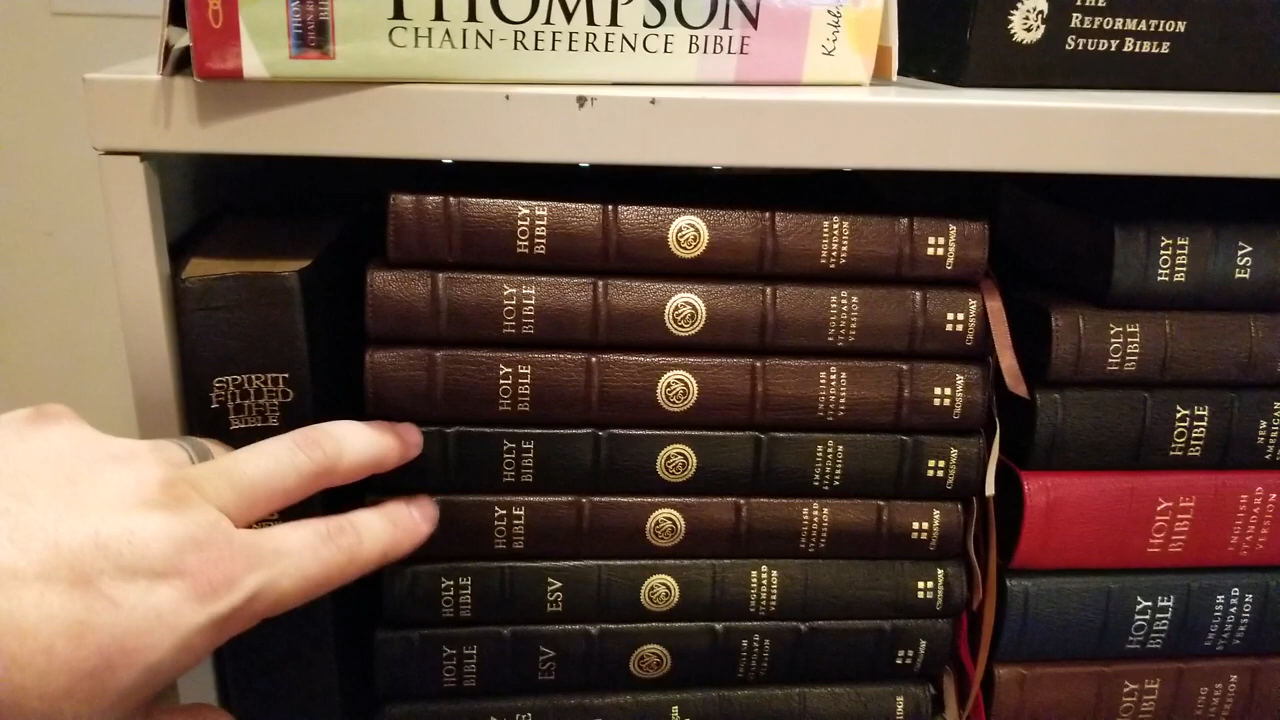 THOMPSON
CHAIN-REFERENCE BIBLE
THE
REFORMATION
STUDY BIBLE
SPIRIT
FILLED
LIFE
BIBLE
HOLY
BIBLE
ENGLISH
STANDARD
VERSION
CROSSWAY
HOLY
BIBLE
ENGLISH
STANDARD
VERSION
CROSSWAY
HOLY
BIBLE
ENGLISH
STANDARD
VERSION
CROSSWAY
HOLY
BIBLE
ENGLISH
STANDARD
VERSION
CROSSWAY
HOLY
BIBLE
ENGLISH
STANDARD
VERSION
CROSSWAY
HOLY
BIBLE
ESV
ENGLISH
STANDARD
VERSION
CROSSWAY
HOLY
BIBLE
ESV
ENGLISH
STANDARD
VERSION
CROSSWAY
HOLY
BIBLE
ESV
HOLY
BIBLE
HOLY
BIBLE
NEW
AMERICAN
HOLY
BIBLE
ENGLISH
STANDARD
VERSION
HOLY
BIBLE
ENGLISH
STANDARD
VERSION
HOLY
BIBLE
KING
JAMES
VERSION